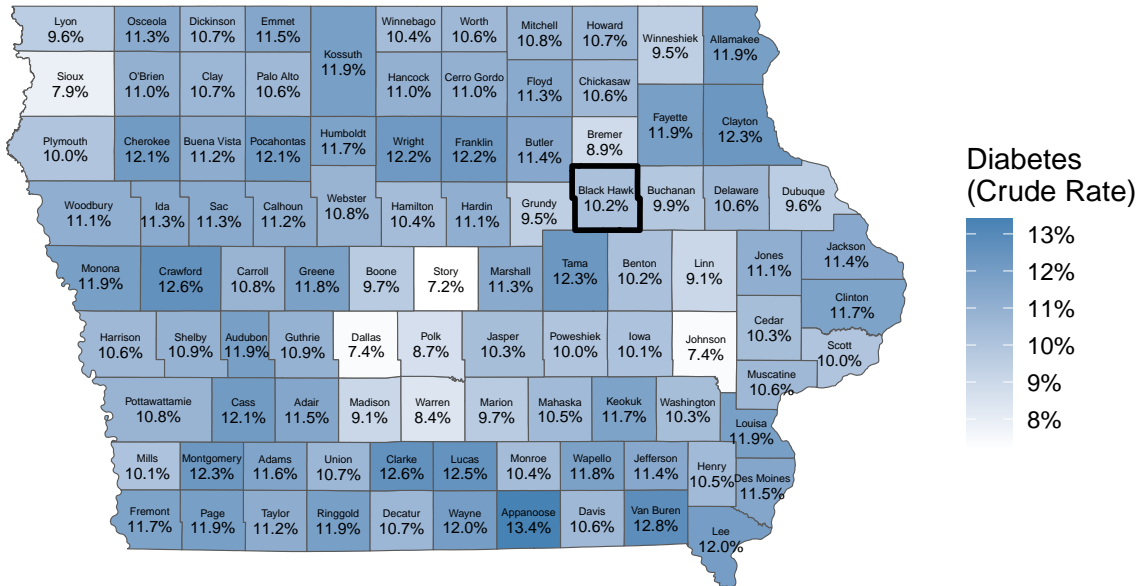 Lyon
9.6%
Osceola
11.3%
Dickinson
10.7%
Emmet
11.5%
Kossuth
11.9%
Winnebago
10.4%
Worth
10.6%
Mitchell
10.8%
Howard
10.7%
Winneshiek
9.5%
Allamakee
11.9%
Sioux
7.9%
O'Brien
11.0%
Clay
10.7%
Palo Alto
10.6%
Hancock
11.0%
Cerro Gordo
11.0%
Floyd
11.3%
Chickasaw
10.6%
Plymouth
10.0%
Cherokee
12.1%
Buena Vista
11.2%
Pocahontas
12.1%
Humboldt
11.7%
Wright
12.2%
Franklin
12.2%
Butler
11.4%
Bremer
8.9%
Fayette
11.9%
Clayton
12.3%
Woodbury
11.1%
Ida
11.3%
Sac
11.3%
Calhoun
11.2%
Webster
10.8%
Hamilton
10.4%
Hardin
11.1%
Grundy
9.5%
Black Hawk
10.2%
Buchanan
9.9%
Delaware
10.6%
Dubuque
9.6%
Monona
11.9%
Crawford
12.6%
Carroll
10.8%
Greene
11.8%
Boone
9.7%
Story
7.2%
Marshall
11.3%
Tama
12.3%
Benton
10.2%
Linn
9.1%
Jones
11.1%
Jackson
11.4%
Clinton
11.7%
Harrison
10.6%
Shelby
10.9%
Audubon
11.9%
Guthrie
10.9%
Dallas
7.4%
Polk
8.7%
Jasper
10.3%
Poweshiek
10.0%
Iowa
10.1%
Johnson
7.4%
Cedar
10.3%
Scott
10.0%
Muscatine
10.6%
Pottawattamie
10.8%
Cass
12.1%
Adair
11.5%
Madison
9.1%
Warren
8.4%
Marion
9.7%
Mahaska
10.5%
Keokuk
11.7%
Washington
10.3%
Louisa
11.9%
Mills
10.1%
Montgomery
12.3%
Adams
11.6%
Union
10.7%
Clarke
12.6%
Lucas
12.5%
Monroe
10.4%
Wapello
11.8%
Jefferson
11.4%
Henry
10.5%
Des Moines
11.5%
Fremont
11.7%
Page
11.9%
Taylor
11.2%
Ringgold
11.9%
Decatur
10.7%
Wayne
12.0%
Appanoose
13.4%
Davis
10.6%
Van Buren
12.8%
Lee
12.0%
Diabetes
(Crude Rate)
13%
12%
11%
10%
9%
8%